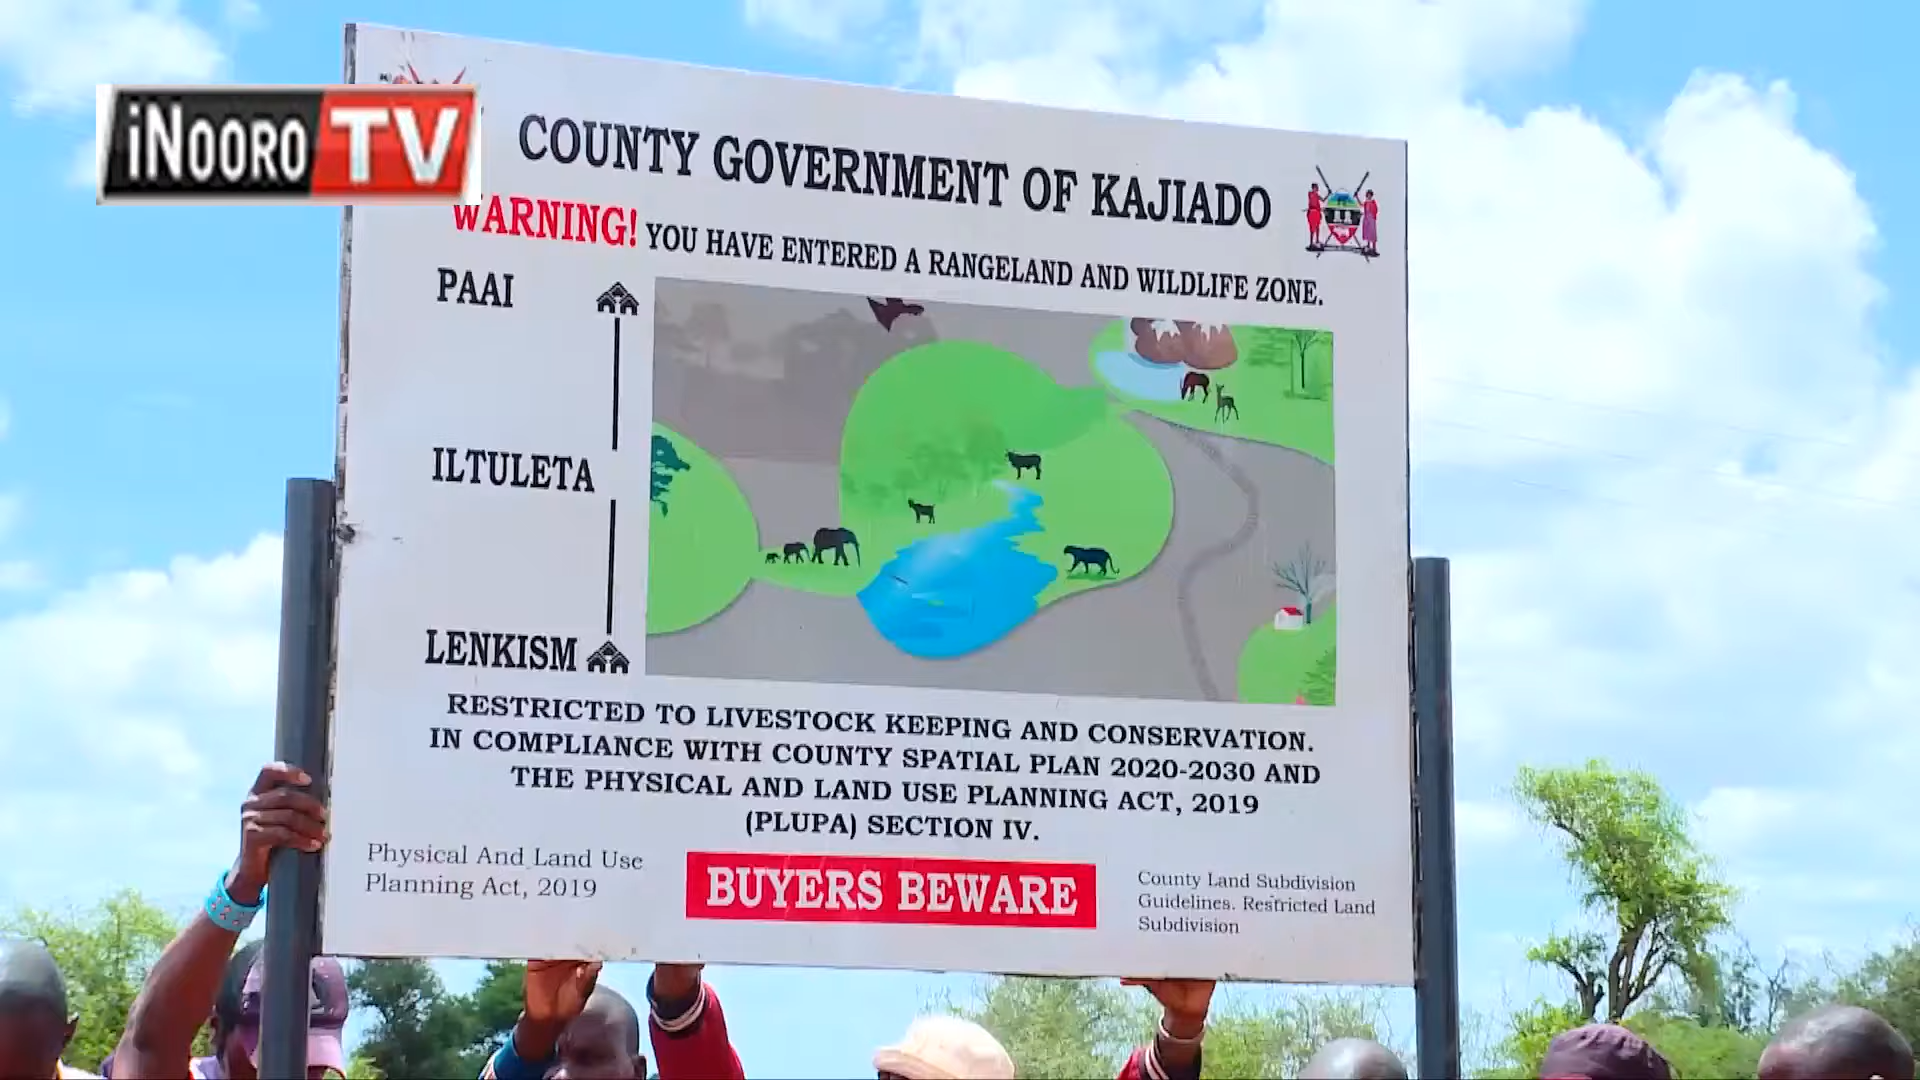 iNOORO TV
COUNTY GOVERNMENT OF KAJIADO
WARNING! YOU HAVE ENTERED A RANGELAND AND WILDLIFE ZONE.
PAAI
ILTULETA
LENKISM
RESTRICTED TO LIVESTOCK KEEPING AND CONSERVATION.
IN COMPLIANCE WITH COUNTY SPATIAL PLAN 2020-2030 AND
THE PHYSICAL AND LAND USE PLANNING ACT, 2019
(PLUPA) SECTION IV.
Physical And Land Use
Planning Act, 2019
BUYERS BEWARE
County Land Subdivision
Guidelines. Restricted Land
Subdivision